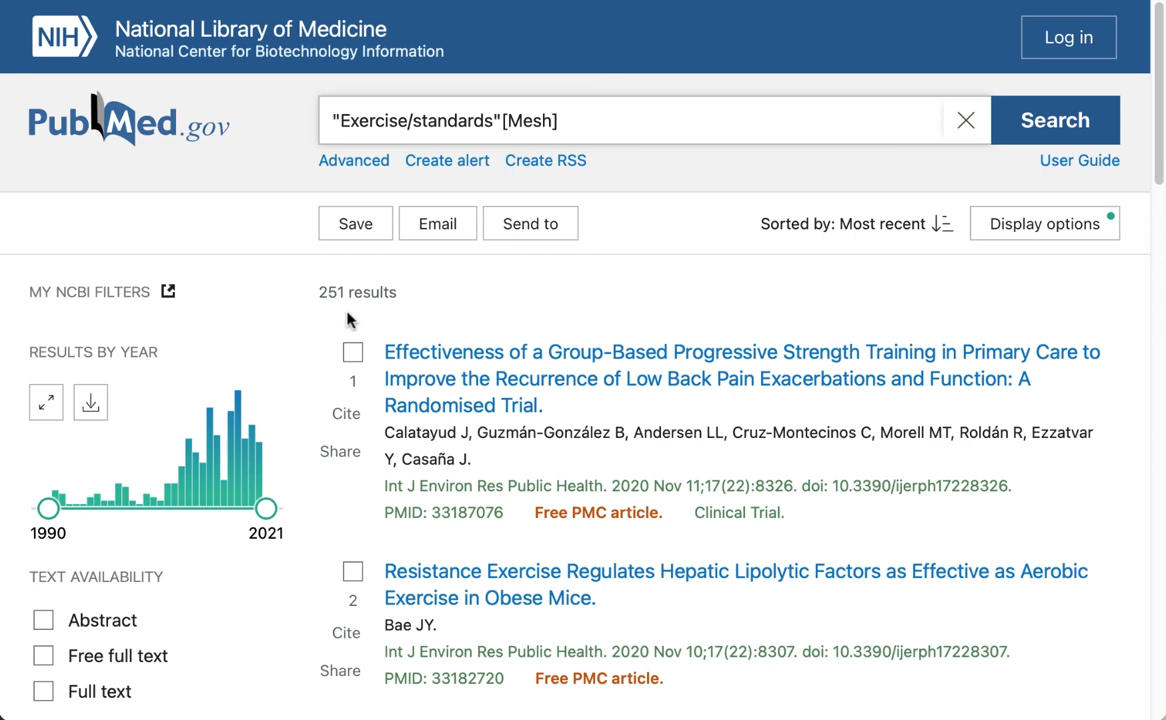 NIH National Library of Medicine
National Center for Biotechnology Information
Log in
PubMed.gov
"Exercise/standards"[Mesh]
Search
Advanced Create alert Create RSS
User Guide
Save Email Send to
Sorted by: Most recent
Display options
MY NCBI FILTERS
251 results
RESULTS BY YEAR
1990 2021
TEXT AVAILABILITY
Abstract
Free full text
Full text
1
Cite
Share
Effectiveness of a Group-Based Progressive Strength Training in Primary Care to
Improve the Recurrence of Low Back Pain Exacerbations and Function: A
Randomised Trial.
Calatayud J, Guzmán-González B, Andersen LL, Cruz-Montecinos C, Morell MT, Roldán R, Ezzatvar
Y, Casaña J.
Int J Environ Res Public Health. 2020 Nov 11;17(22):8326. doi: 10.3390/ijerph17228326.
PMID: 33187076 Free PMC article. Clinical Trial.
2
Cite
Share
Resistance Exercise Regulates Hepatic Lipolytic Factors as Effective as Aerobic
Exercise in Obese Mice.
Bae JY.
Int J Environ Res Public Health. 2020 Nov 10;17(22):8307. doi: 10.3390/ijerph17228307.
PMID: 33182720 Free PMC article.